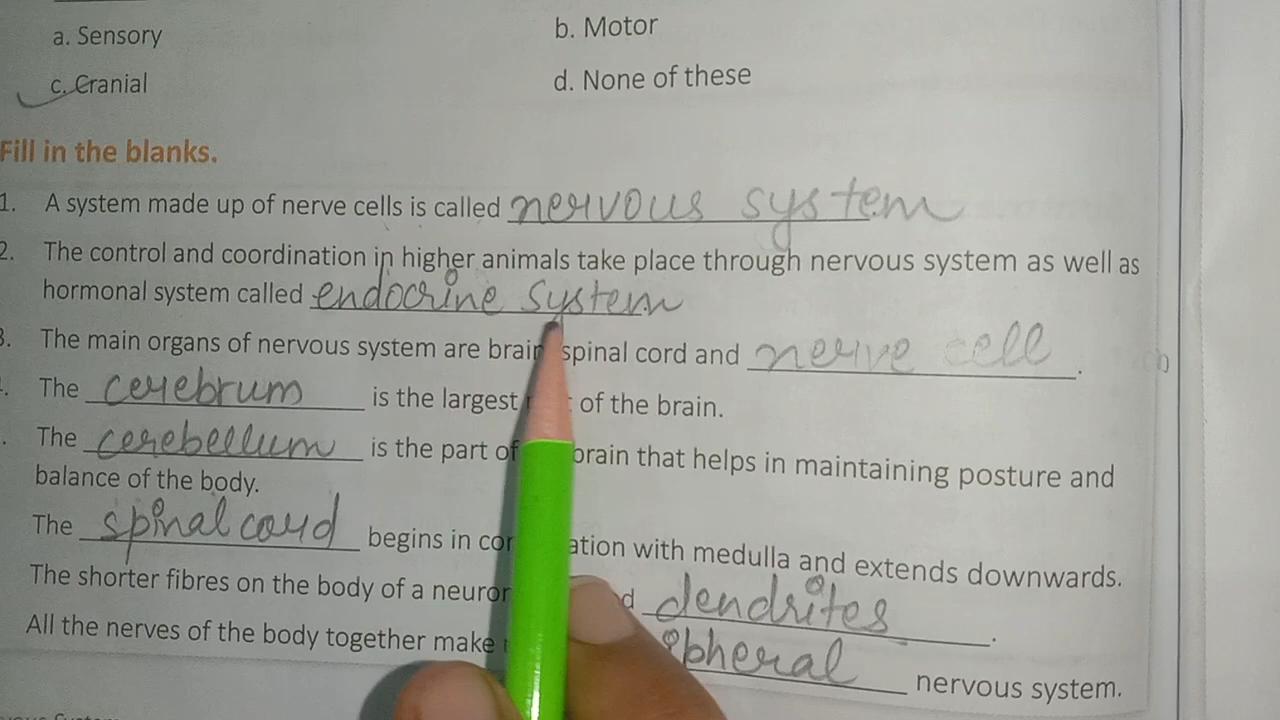 a. Sensory
b. Motor
c. Cranial
d. None of these
Fill in the blanks.
1. A system made up of nerve cells is called nervous system
2. The control and coordination in higher animals take place through nervous system as well as
hormonal system called endocrine system
3. The main organs of nervous system are brain spinal cord and nerve cell.
The cerebrum is the largest of the brain.
The cerebellum is the part of brain that helps in maintaining posture and
balance of the body.
The spinal cord begins in with medulla and extends downwards.
The shorter fibres on the body of a dendrites.
All the nerves of the body together make nervous system.